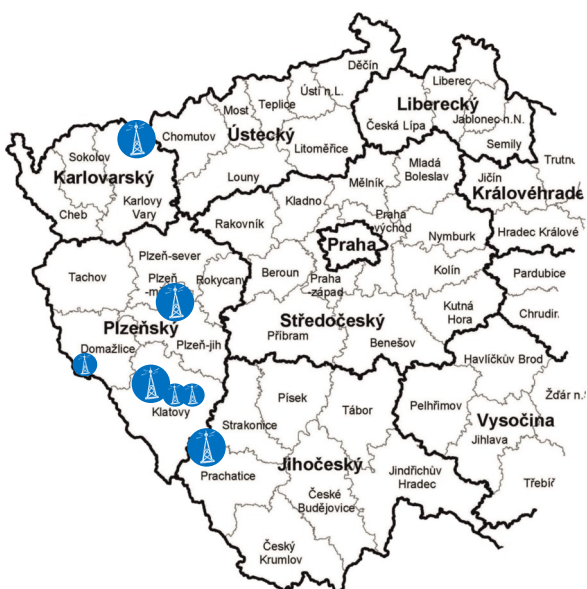 Děčín
Liberec
Ústí n.L.
Teplice
Most
Liberecký
Chomutov
Ústecký
Česká Lípa
Jablonec n.N.
Litoměřice
Semily
Sokolov
Mladá
Boleslav
Trutno
Karlovarský
Louny
Mělník
Jičín
Kladno
Královéhrade
Cheb
Karlovy
Vary
Rakovník
Praha
východ
Hradec Králové
Praha
Nymburk
Plzeň-sever
Tachov
Plzeň
Rokycany
Beroun
Praha
-západ
Kolín
Pardubice
Plzeňský
Středočeský
Kutná
Hora
Chrudim
Příbram
Plzeň-jih
Domažlice
Benešov
Havlíčkův Brod
Klatovy
Písek
Tábor
Pelhřimov
Žďár n.S
Strakonice
Vysočina
Jihlava
Jihočeský
Prachatice
Jindřichův
Hradec
Třebíč
České
Budějovice
Český
Krumlov